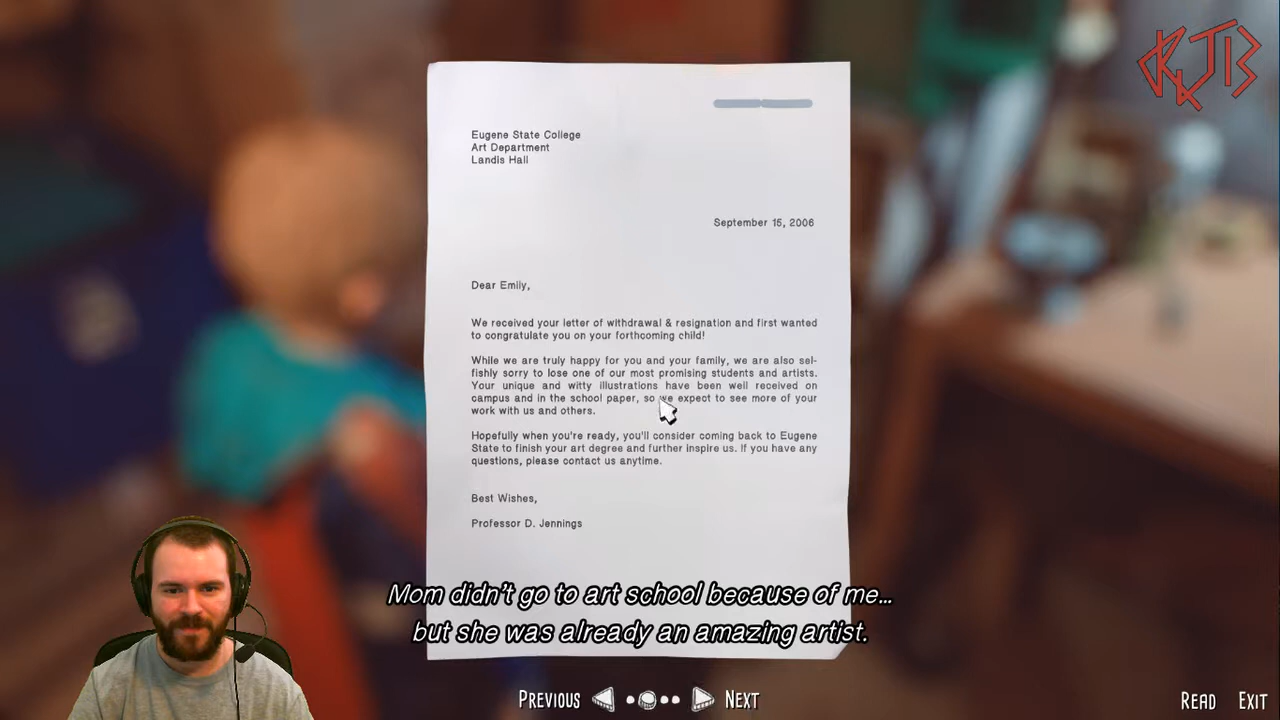 KJB
Eugene State College
Art Department
Landis Hall
September 15, 2006
Dear Emily,
We received your letter of withdrawal & resignation and first wanted
to congratulate you on your forthcoming child!
While we are truly happy for you and your family, we are also sel-
fishly sorry to lose one of our most promising students and artists.
Your unique and witty illustrations have been well received on
campus and in the school paper, so we expect to see more of your
work with us and others.
Hopefully when you're ready, you'll consider coming back to Eugene
State to finish your art degree and further inspire us. If you have any
questions, please contact us anytime.
Best Wishes,
Professor D. Jennings
Mom didn't go to art school because of me...
but she was already an amazing artist.
PREVIOUS NEXT
READ EXIT